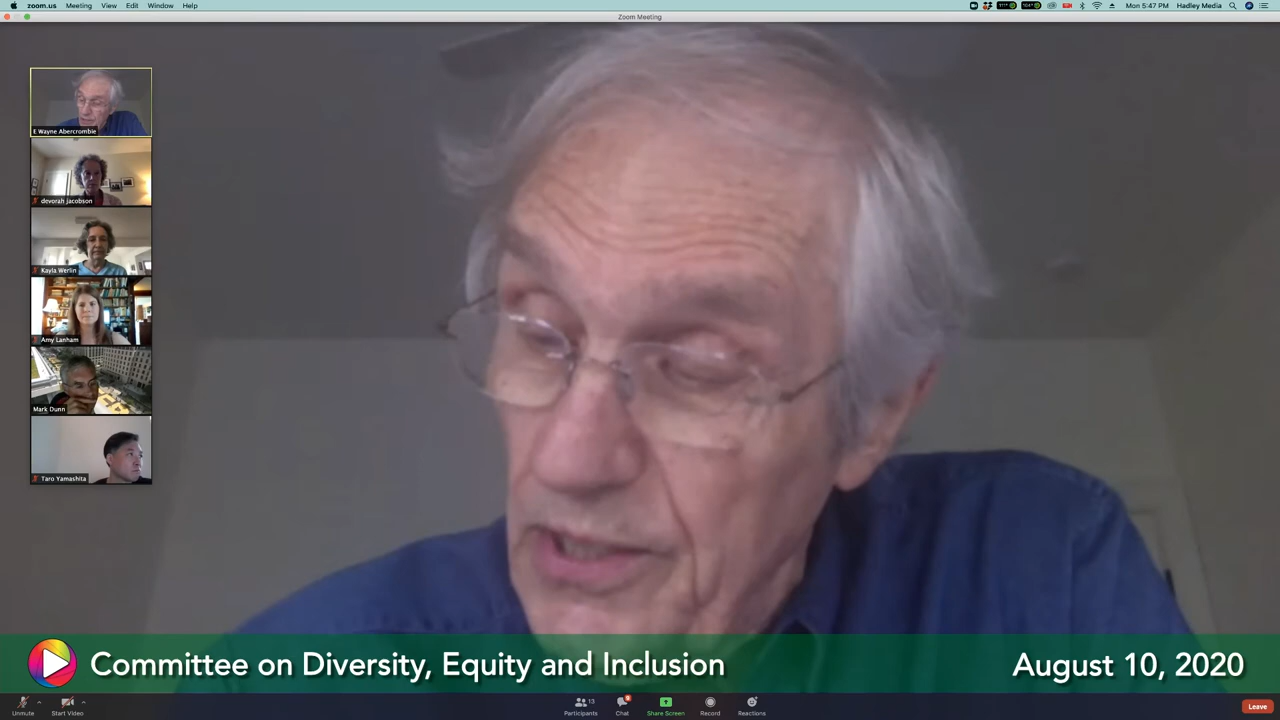 zoom.us Meeting View Edit Window Help
Mon 5:47 PM Hadley Media
Zoom Meeting
E Wayne Abercrombie
devorah jacobson
Kayla Werlin
Amy Lanham
Mark Dunn
Taro Yamashita
Committee on Diversity, Equity and Inclusion
August 10, 2020
13
Unmute
Start Video
Participants
Chat
Share Screen
Record
Reactions
Leave